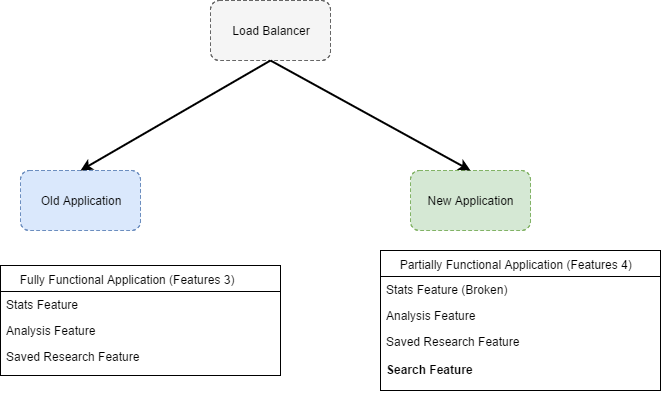 Load Balancer
Old Application
New Application
Fully Functional Application (Features 3)
Stats Feature
Analysis Feature
Saved Research Feature
Partially Functional Application (Features 4)
Stats Feature (Broken)
Analysis Feature
Saved Research Feature
Search Feature